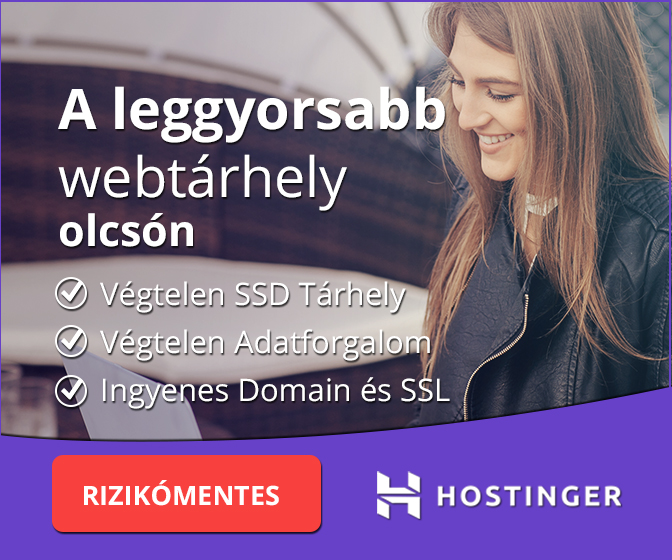 A leggyorsabb
webtárhely
olcsón
Végtelen SSD Tárhely
Végtelen Adatforgalom
Ingyenes Domain és SSL
RIZIKÓMENTES
HOSTINGER